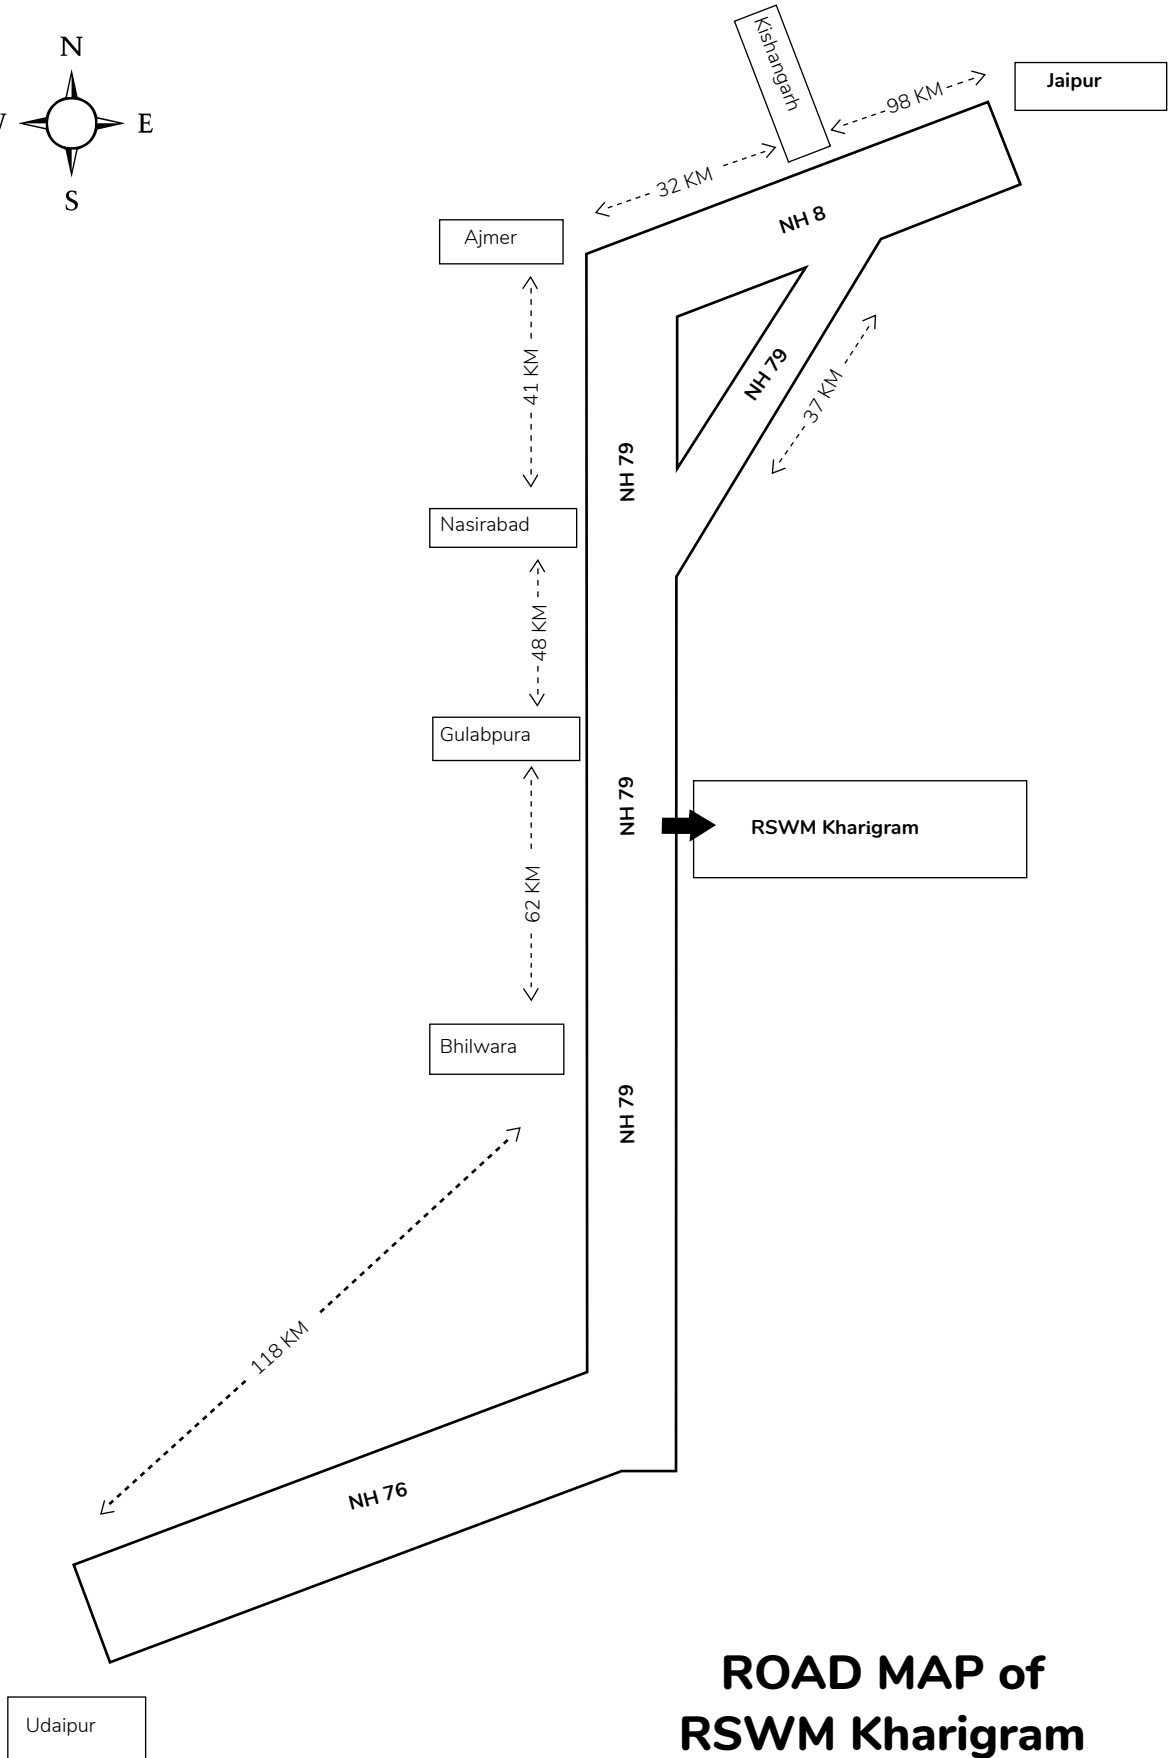 N
E
S
Kishangarh
Jaipur
98 KM
32 KM
NH 8
Ajmer
41 KM
NH 79
37 KM
NH 79
Nasirabad
48 KM
Gulabpura
NH 79
RSWM Kharigram
62 KM
Bhilwara
NH 79
118 KM
NH 76
Udaipur
ROAD MAP of
RSWM Kharigram